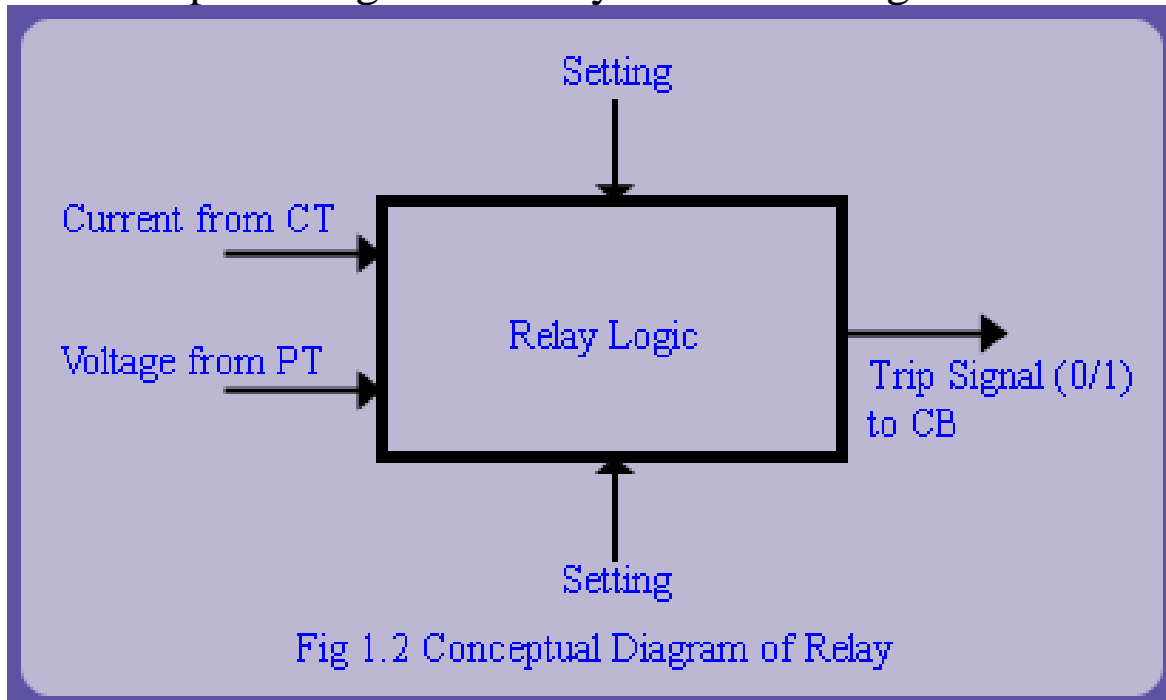 Setting
Current from CT
Relay Logic
Voltage from PT
Trip Signal (0/1)
to CB
Setting
Fig 1.2 Conceptual Diagram of Relay